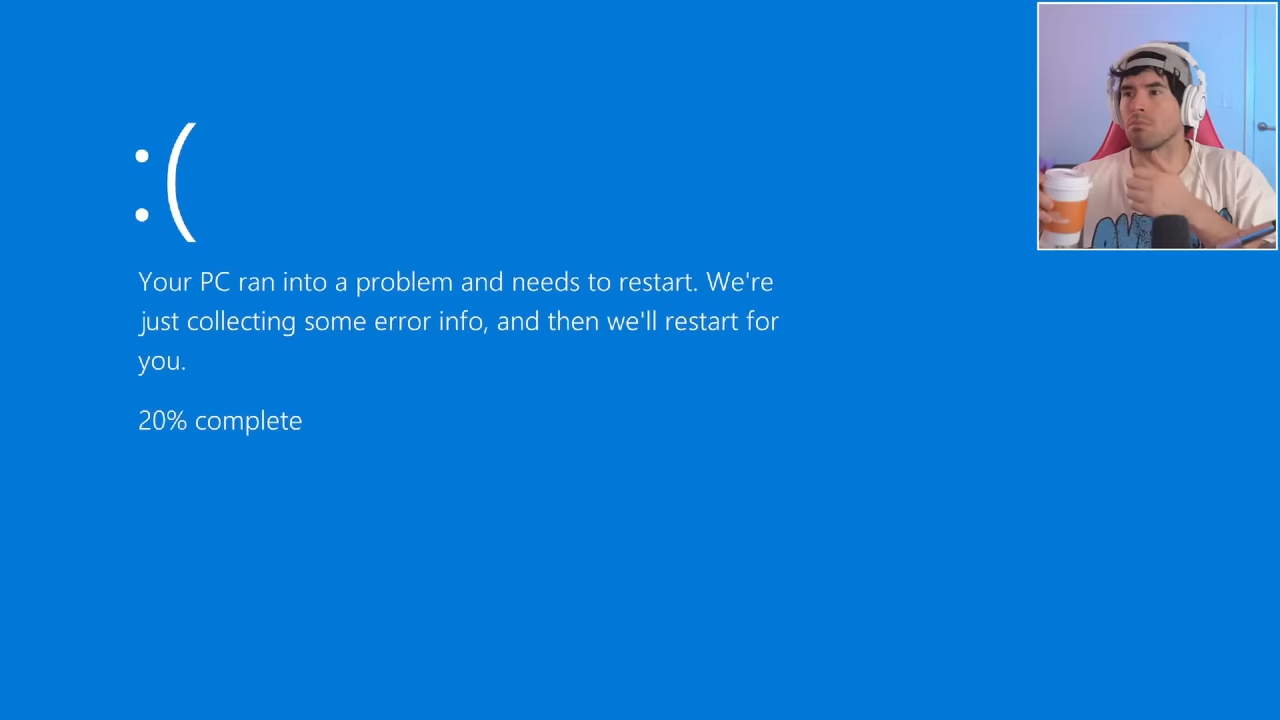 :(
Your PC ran into a problem and needs to restart. We're
just collecting some error info, and then we'll restart for
you.
20% complete